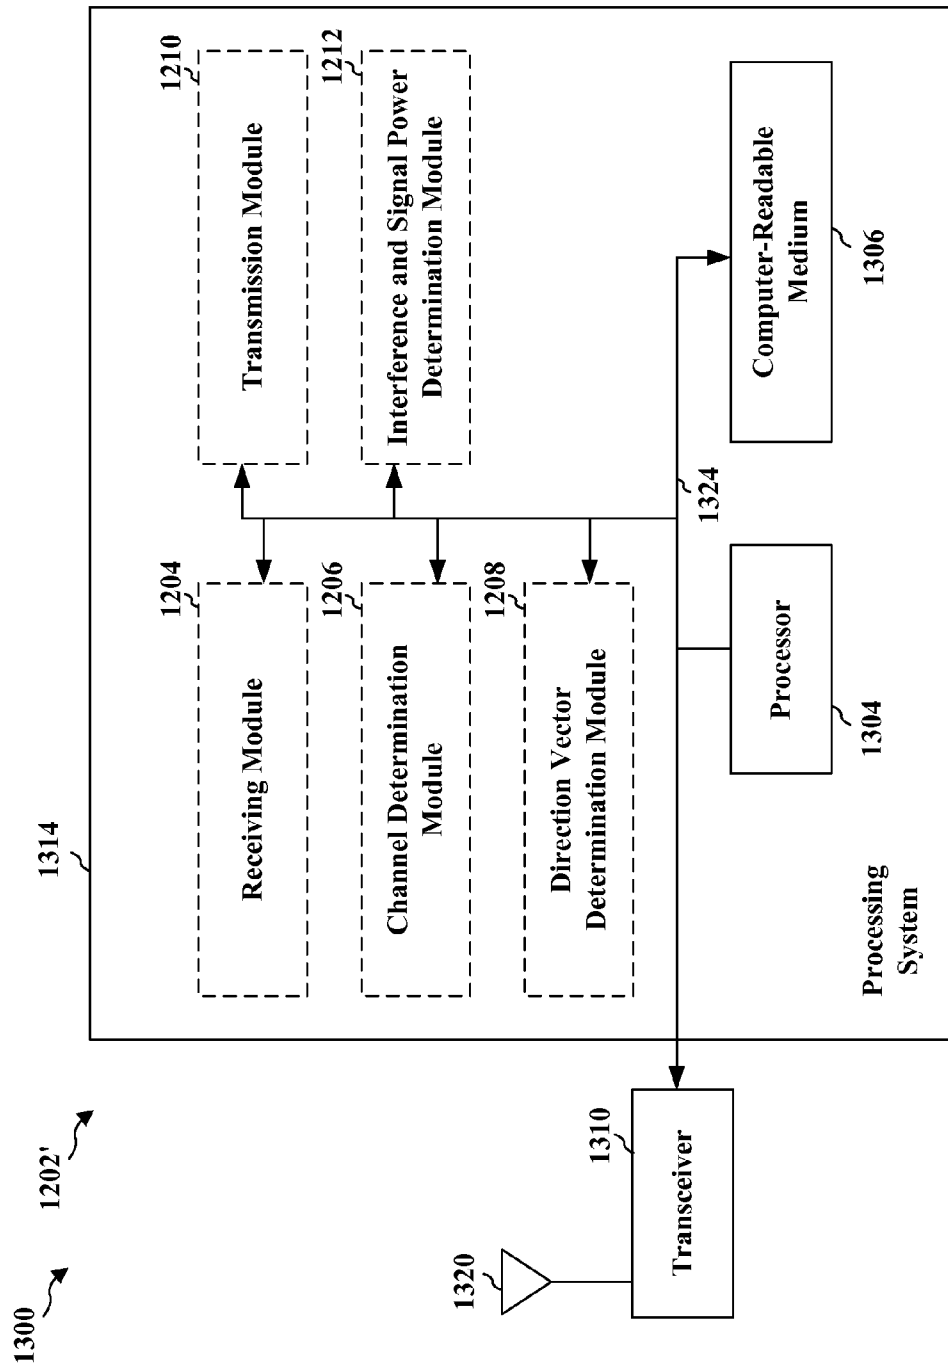 1300
1202'
1314
1204
Receiving Module
1210
Transmission Module
1206
Channel Determination
Module
1212
Interference and Signal Power
Determination Module
1208
Direction Vector
Determination Module
1320
1310
Transceiver
1324
Processor
1304
Computer-Readable
Medium
1306
Processing
System